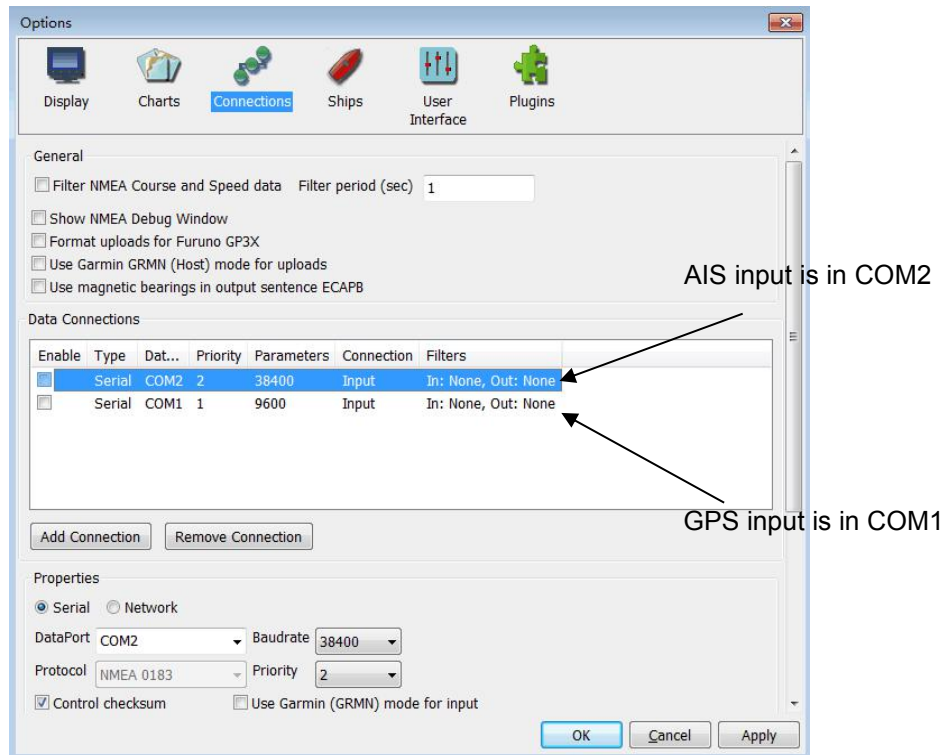 Options
Display Charts Connections Ships User Interface Plugins
General
Filter NMEA Course and Speed data Filter period (sec) 1
Show NMEA Debug Window
Format uploads for Furuno GP3X
Use Garmin GRMN (Host) mode for uploads
Use magnetic bearings in output sentence ECAPB
AIS input is in COM2
Data Connections
Enable Type Dat... Priority Parameters Connection Filters
Serial COM2 2 38400 Input In: None, Out: None
Serial COM1 1 9600 Input In: None, Out: None
GPS input is in COM1
Add Connection Remove Connection
Properties
Serial Network
DataPort COM2 Baudrate 38400
Protocol NMEA 0183 Priority 2
Control checksum Use Garmin (GRMN) mode for input
OK Cancel Apply